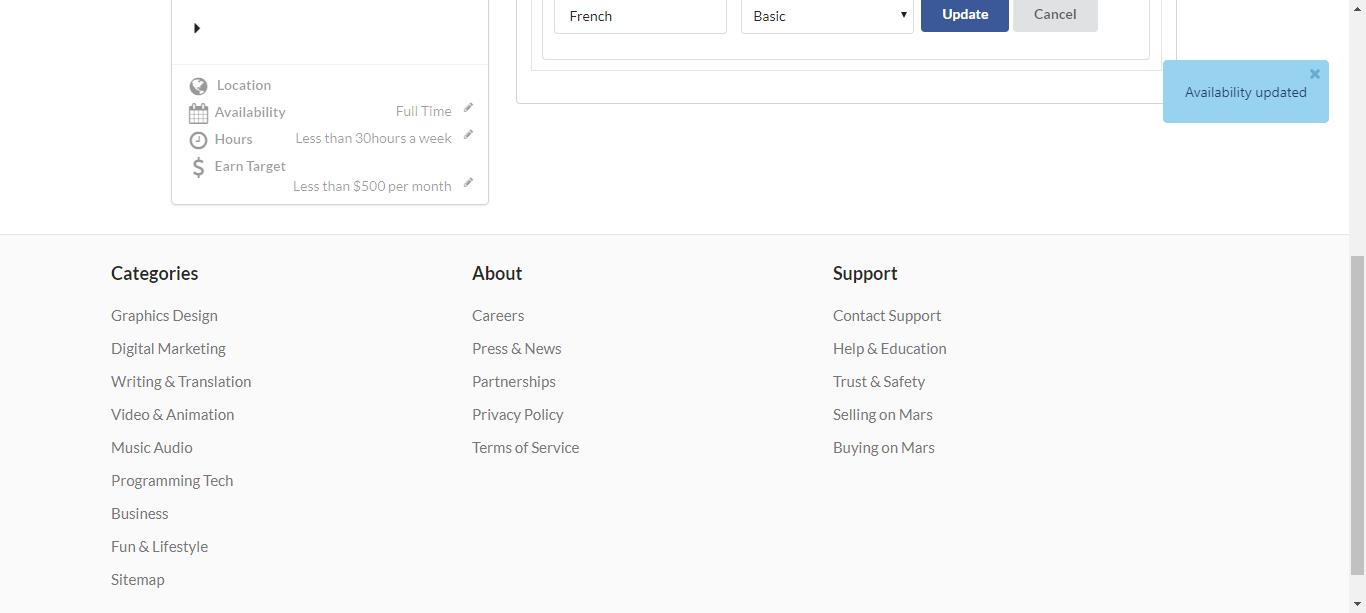 French
Basic
Update
Cancel
Availability updated
Location
Availability
Full Time
Hours
Less than 30hours a week
Earn Target
Less than $500 per month
Categories
Graphics Design
Digital Marketing
Writing & Translation
Video & Animation
Music Audio
Programming Tech
Business
Fun & Lifestyle
Sitemap
About
Careers
Press & News
Partnerships
Privacy Policy
Terms of Service
Support
Contact Support
Help & Education
Trust & Safety
Selling on Mars
Buying on Mars